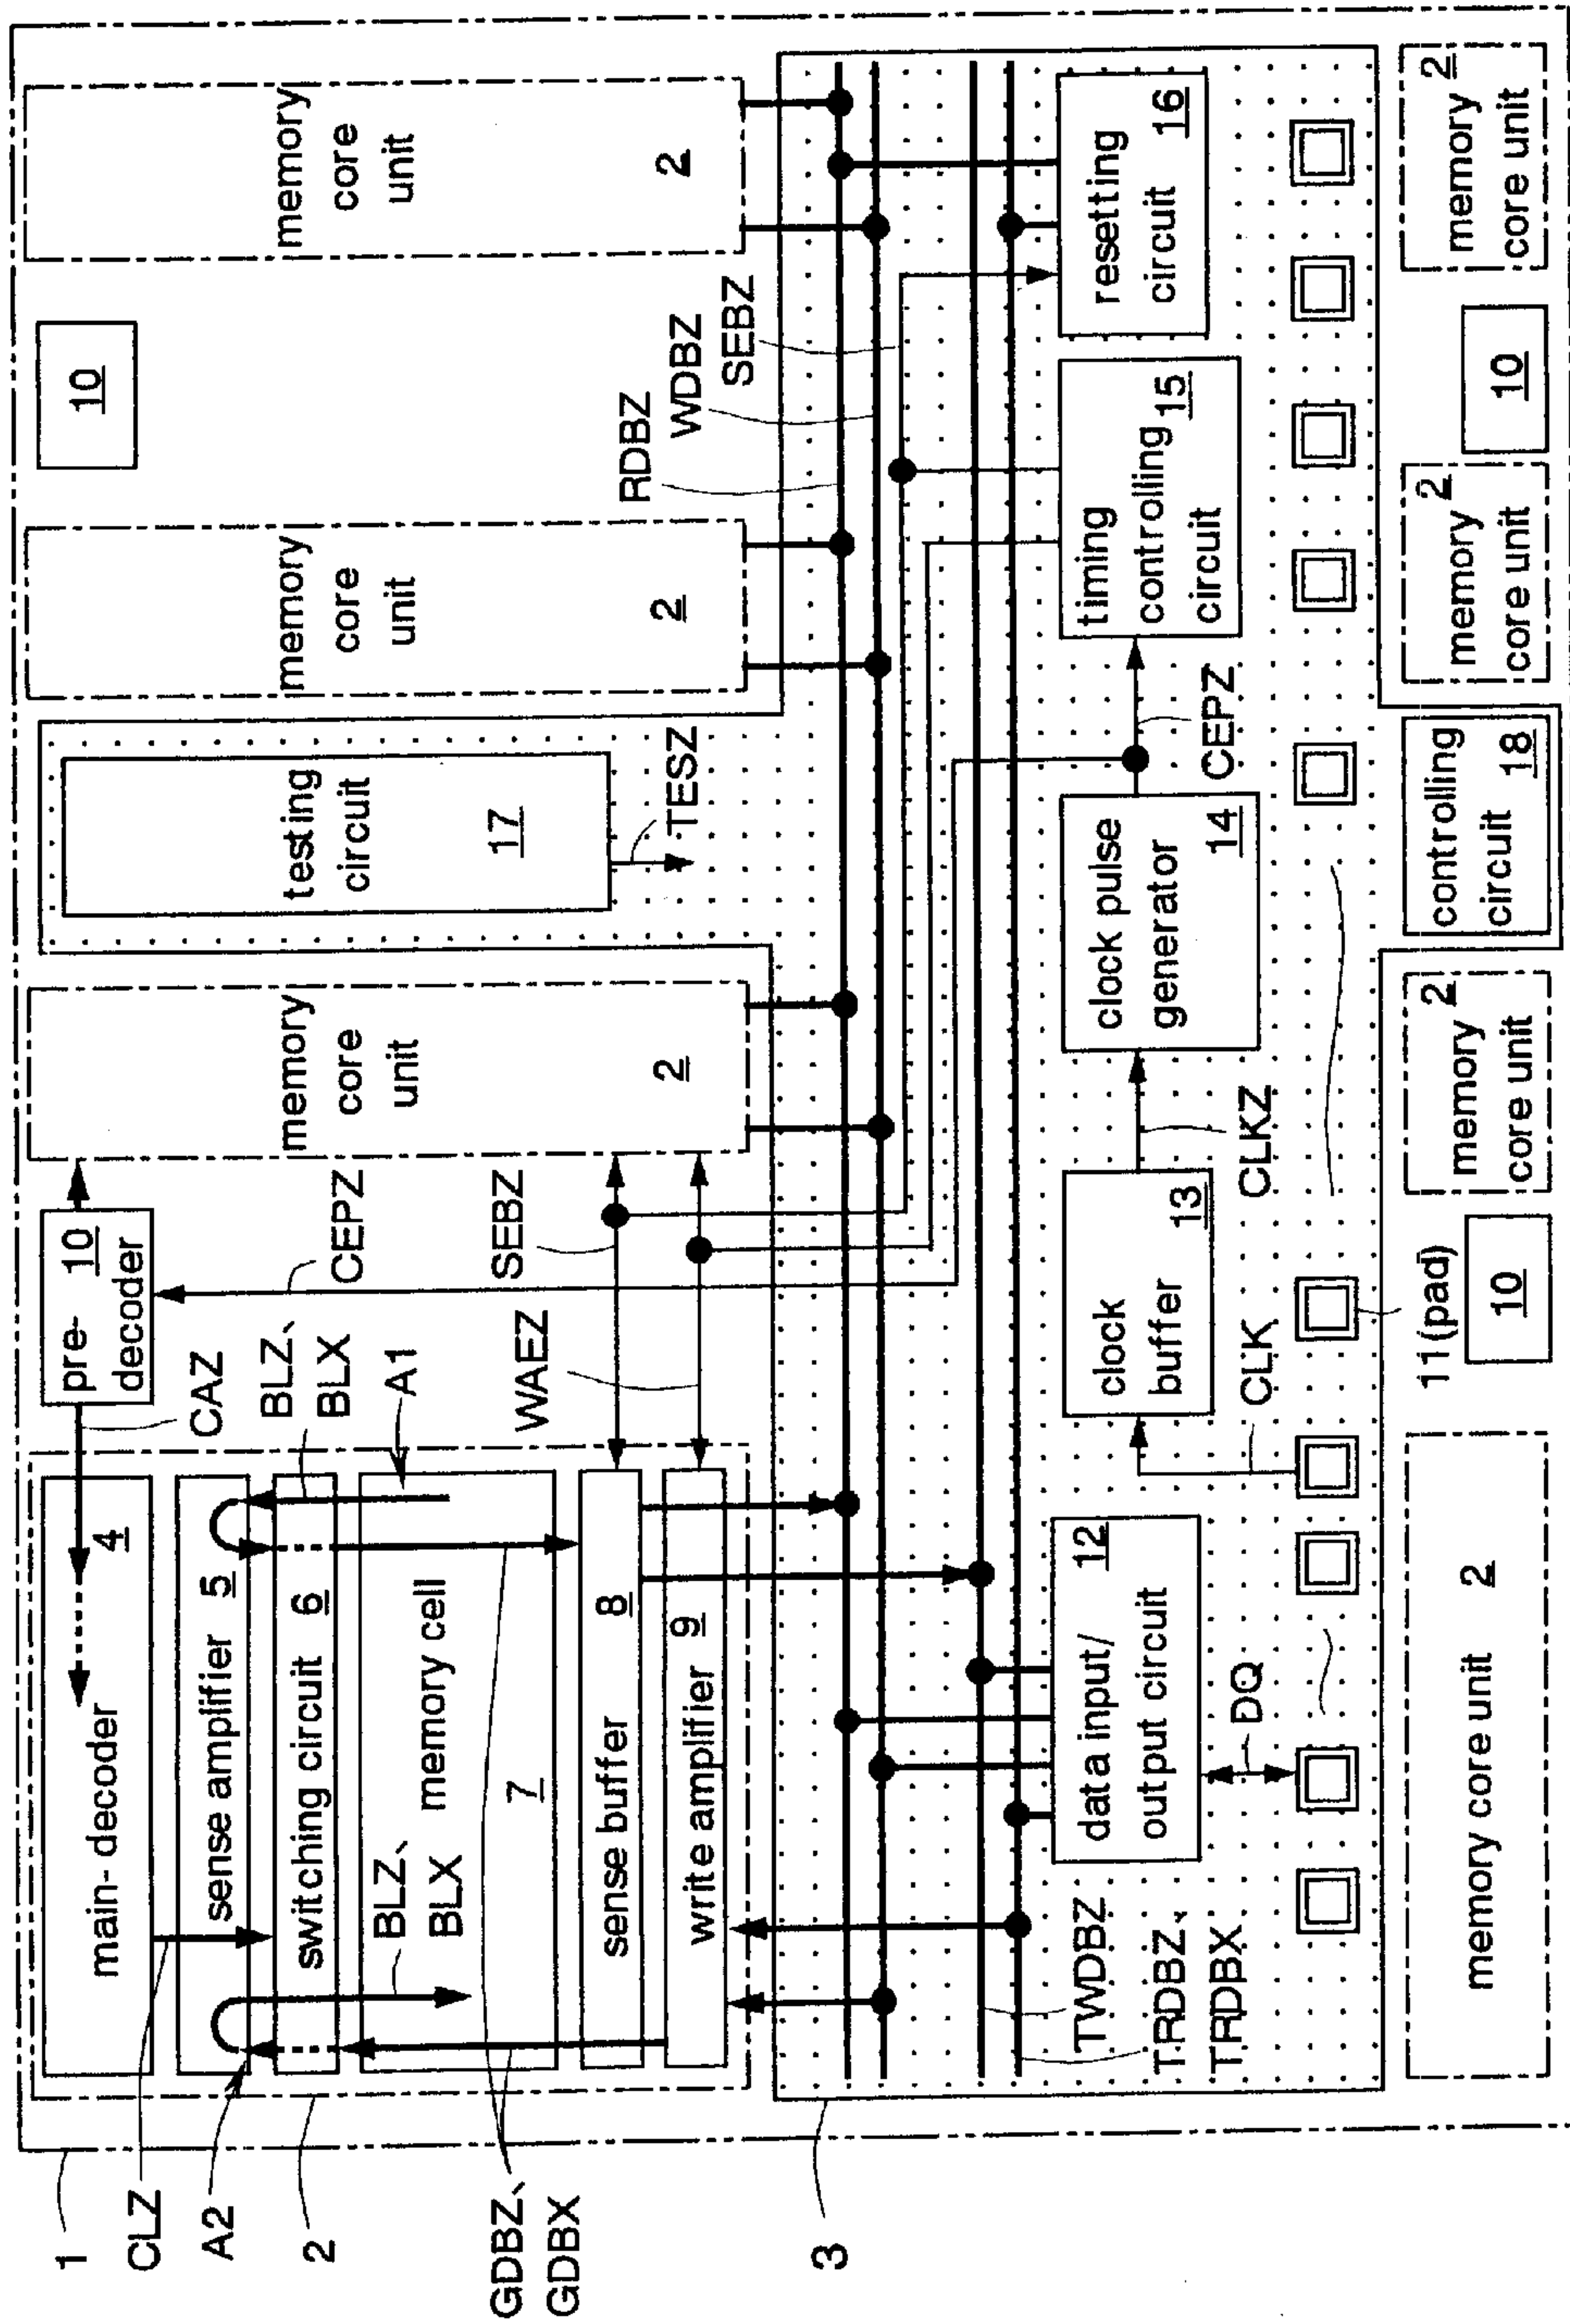 1
CLZ
A2
2
GDBZ、
GDBX
3
main-decoder 4
sense amplifier 5
switching circuit 6
BLZ、
BLX
memory cell
7
sense buffer 8
write amplifier 9
CAZ
BLZ、
BLX
A1
pre-
decoder
10
CEPZ
SEBZ
WAEZ
memory
core
unit
2
testing
circuit
17
TESZ
memory
core
unit
2
10
RDBZ
WDBZ
SEBZ
memory
core
unit
2
TWDBZ
TRDBZ、
TRDBX
data input/
output circuit
12
DQ
clock
buffer
13
CLK
CLKZ
clock pulse
generator
14
CEPZ
timing
controlling
circuit
15
resetting
circuit
16
11(pad)
memory core unit 2
10
memory
core unit
2
controlling
circuit
18
memory
core unit
2
10
memory
core unit
2